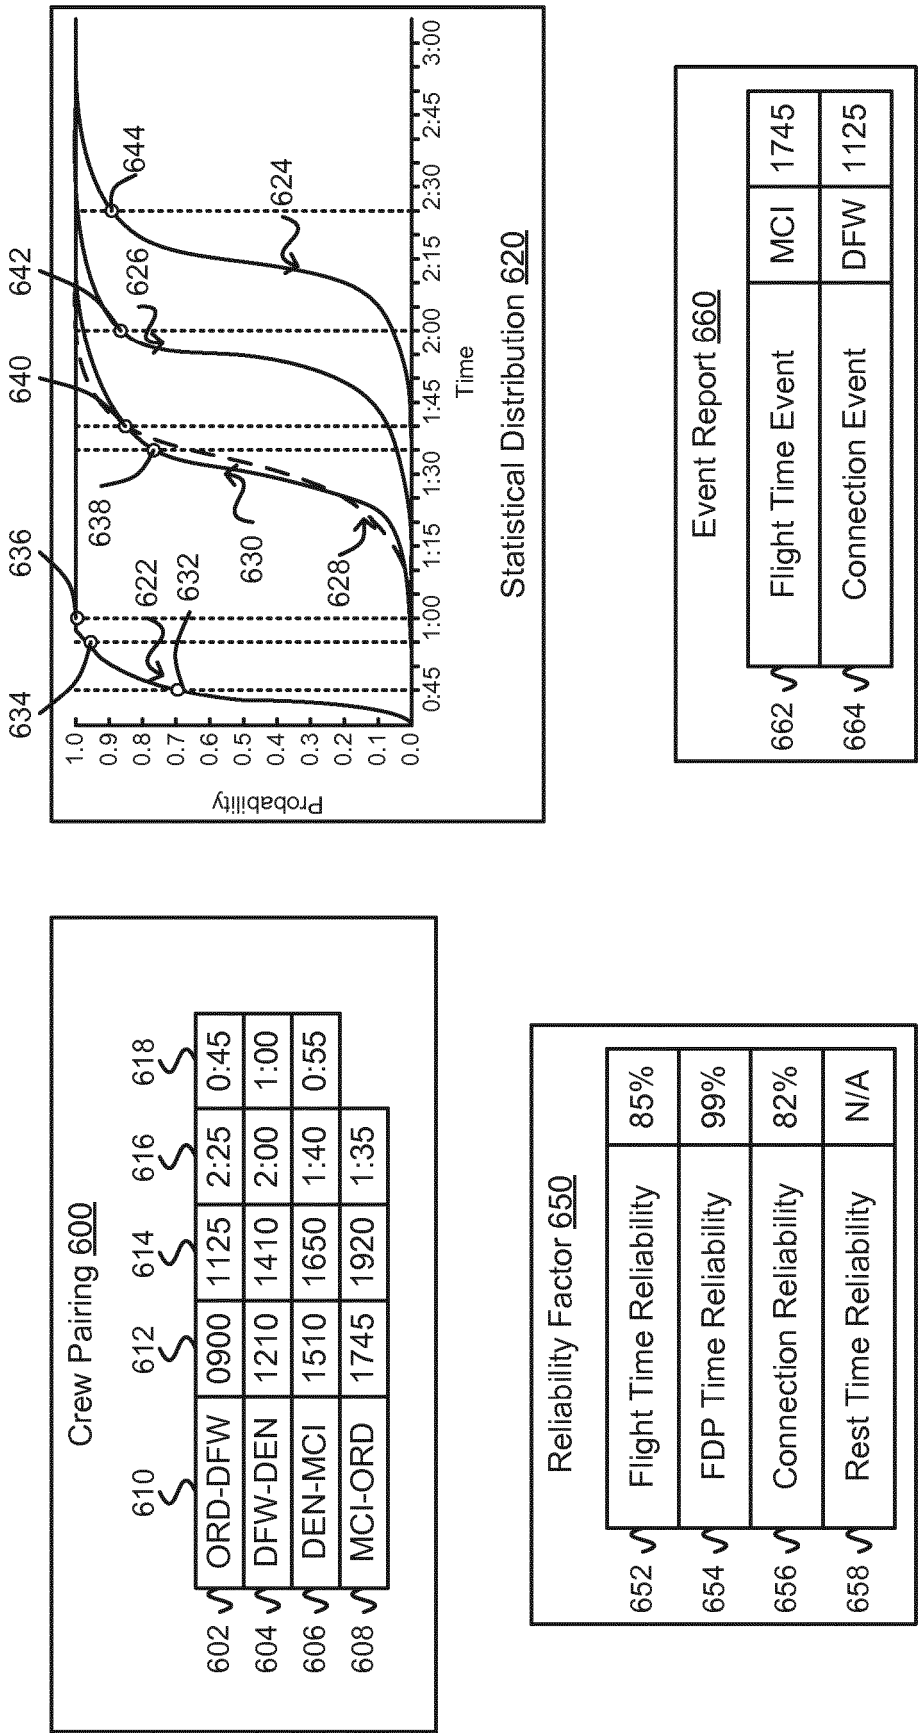 Crew Pairing 600
610 612 614 616 618
602 ORD-DFW 0900 1125 2:25 0:45
604 DFW-DEN 1210 1410 2:00 1:00
606 DEN-MCI 1510 1650 1:40 0:55
608 MCI-ORD 1745 1920 1:35
634 636 638 640 642
622 632 630 628 626 644 624
Probability
1.0
0.9
0.8
0.7
0.6
0.5
0.4
0.3
0.2
0.1
0.0
0:45 1:00 1:15 1:30 1:45 2:00 2:15 2:30 2:45 3:00
Time
Statistical Distribution 620
Reliability Factor 650
652 Flight Time Reliability 85%
654 FDP Time Reliability 99%
656 Connection Reliability 82%
658 Rest Time Reliability N/A
Event Report 660
662 Flight Time Event MCI 1745
664 Connection Event DFW 1125